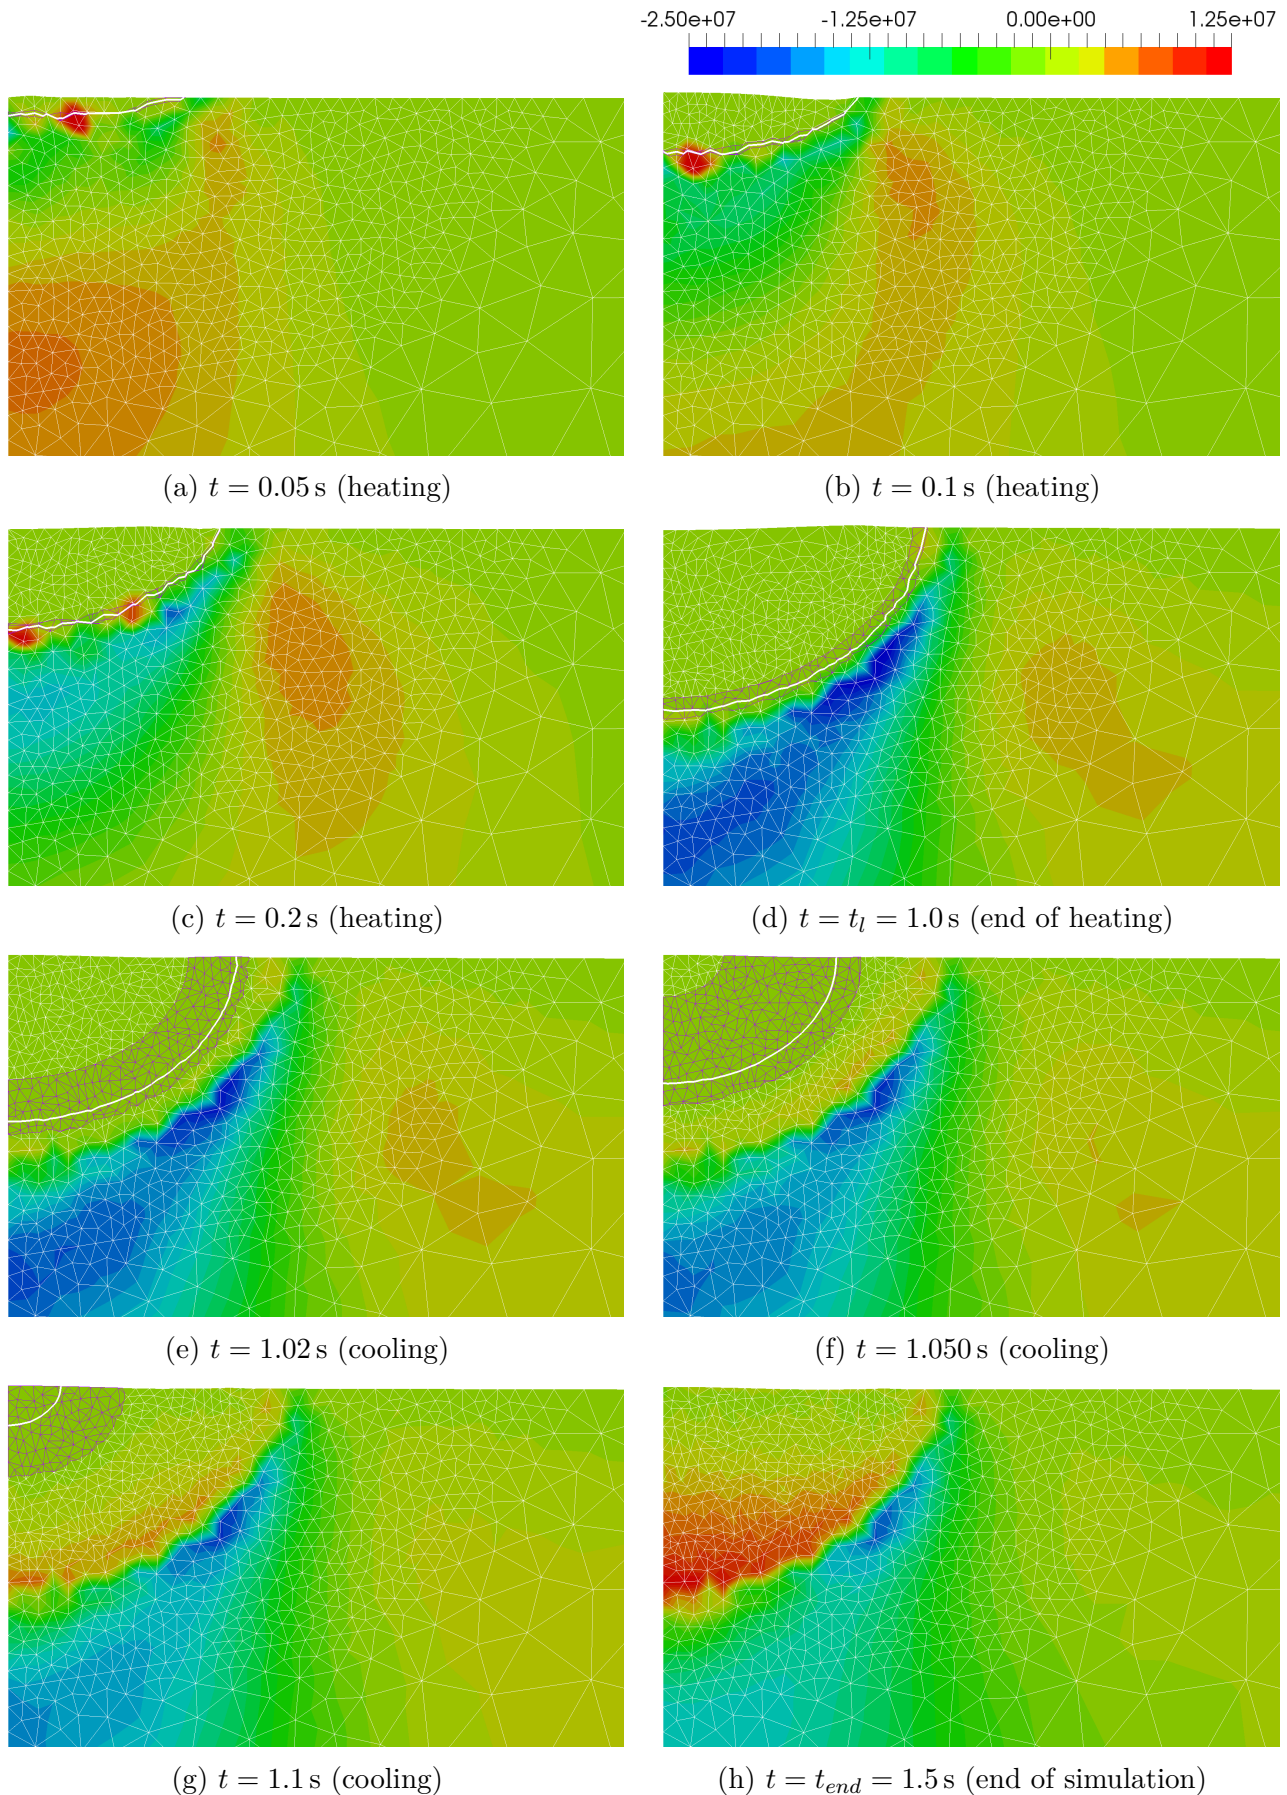 -2.50e+07 -1.25e+07 0.00e+00 1.25e+07
(a) t = 0.05 s (heating)
(b) t = 0.1 s (heating)
(c) t = 0.2 s (heating)
(d) t = t_l = 1.0 s (end of heating)
(e) t = 1.02 s (cooling)
(f) t = 1.050 s (cooling)
(g) t = 1.1 s (cooling)
(h) t = t_end = 1.5 s (end of simulation)